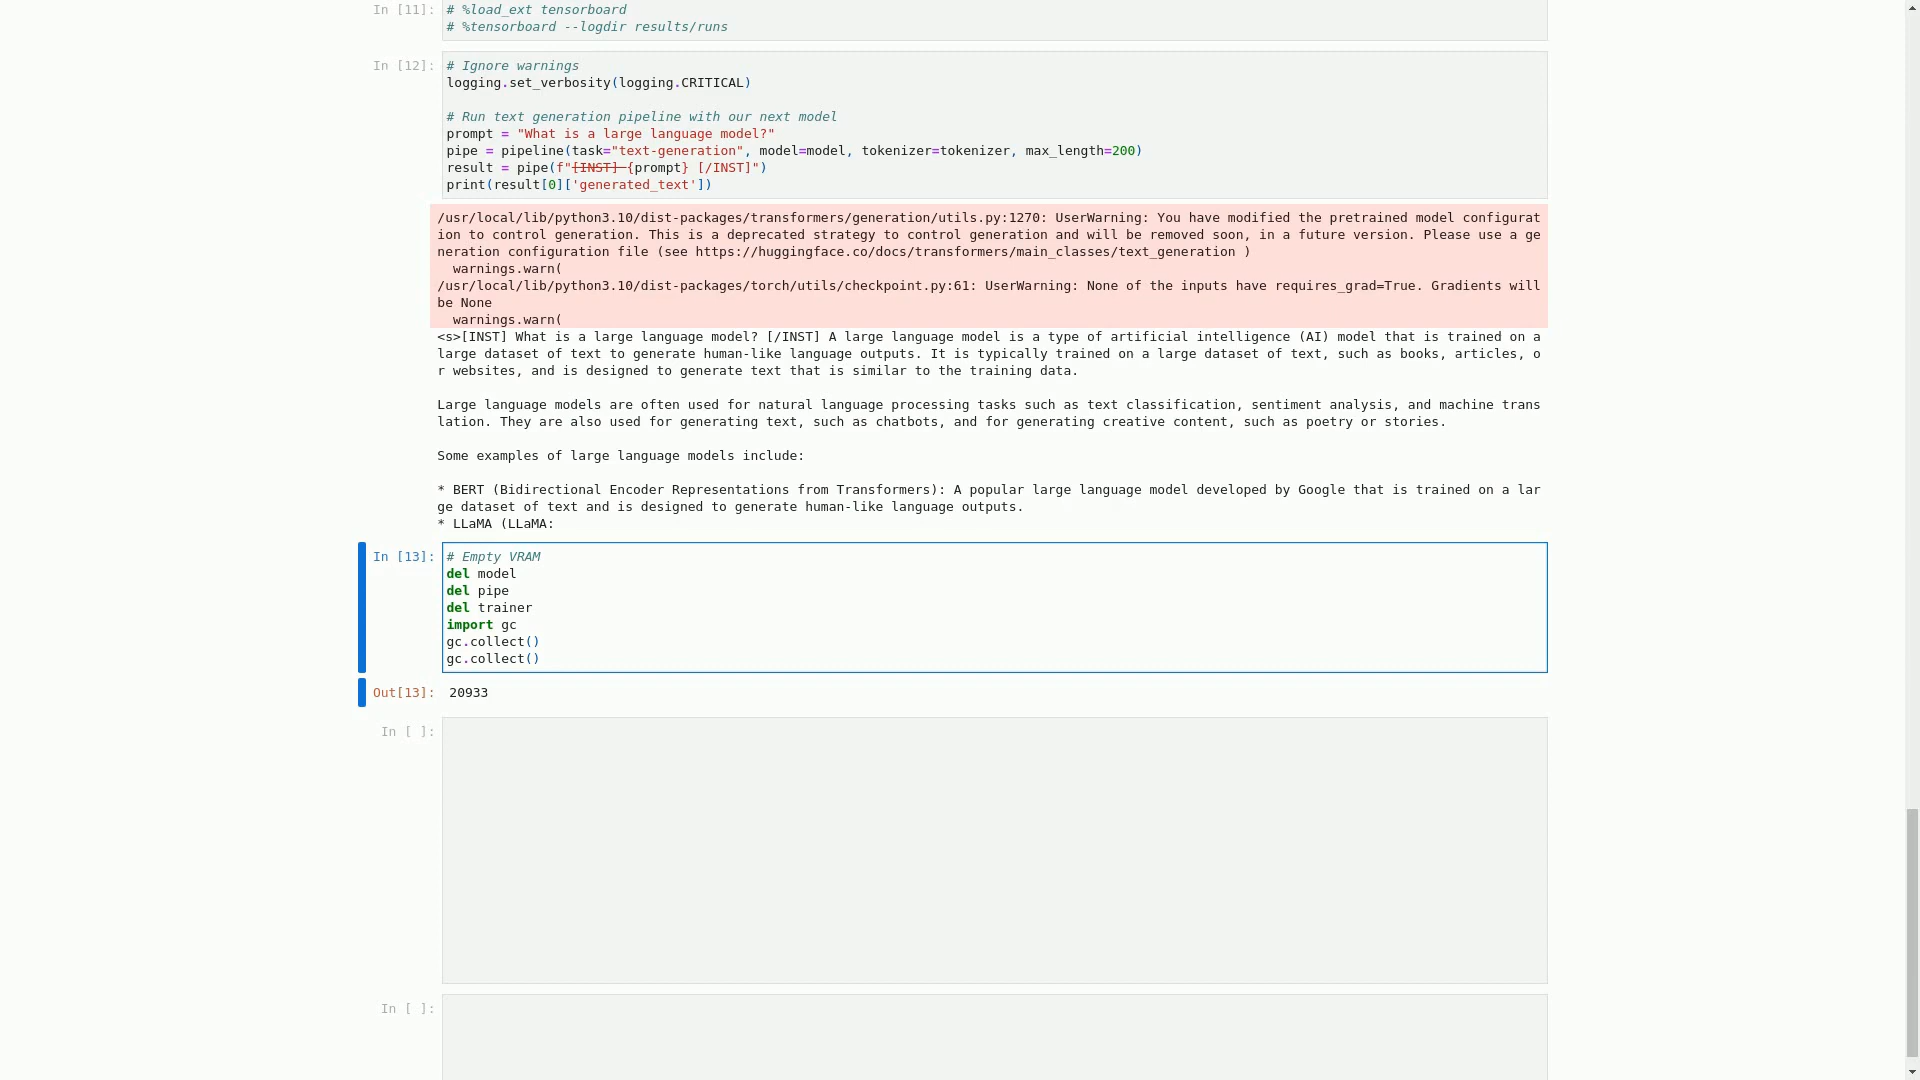 In [11]: # %load_ext tensorboard
# %tensorboard --logdir results/runs
In [12]: # Ignore warnings
logging.set_verbosity(logging.CRITICAL)
# Run text generation pipeline with our next model
prompt = "What is a large language model?"
pipe = pipeline(task="text-generation", model=model, tokenizer=tokenizer, max_length=200)
result = pipe(f"<s>[INST] {prompt} [/INST]")
print(result[0]['generated_text'])
/usr/local/lib/python3.10/dist-packages/transformers/generation/utils.py:1270: UserWarning: You have modified the pretrained model configurat
ion to control generation. This is a deprecated strategy to control generation and will be removed soon, in a future version. Please use a ge
neration configuration file (see https://huggingface.co/docs/transformers/main_classes/text_generation )
warnings.warn(
/usr/local/lib/python3.10/dist-packages/torch/utils/checkpoint.py:61: UserWarning: None of the inputs have requires_grad=True. Gradients will
be None
warnings.warn(
<s>[INST] What is a large language model? [/INST] A large language model is a type of artificial intelligence (AI) model that is trained on a
large dataset of text to generate human-like language outputs. It is typically trained on a large dataset of text, such as books, articles, o
r websites, and is designed to generate text that is similar to the training data.
Large language models are often used for natural language processing tasks such as text classification, sentiment analysis, and machine trans
lation. They are also used for generating text, such as chatbots, and for generating creative content, such as poetry or stories.
Some examples of large language models include:
* BERT (Bidirectional Encoder Representations from Transformers): A popular large language model developed by Google that is trained on a lar
ge dataset of text and is designed to generate human-like language outputs.
* LLaMA (LLaMA:
In [13]: # Empty VRAM
del model
del pipe
del trainer
import gc
gc.collect()
gc.collect()
Out[13]: 20933
In [ ]:
In [ ]: